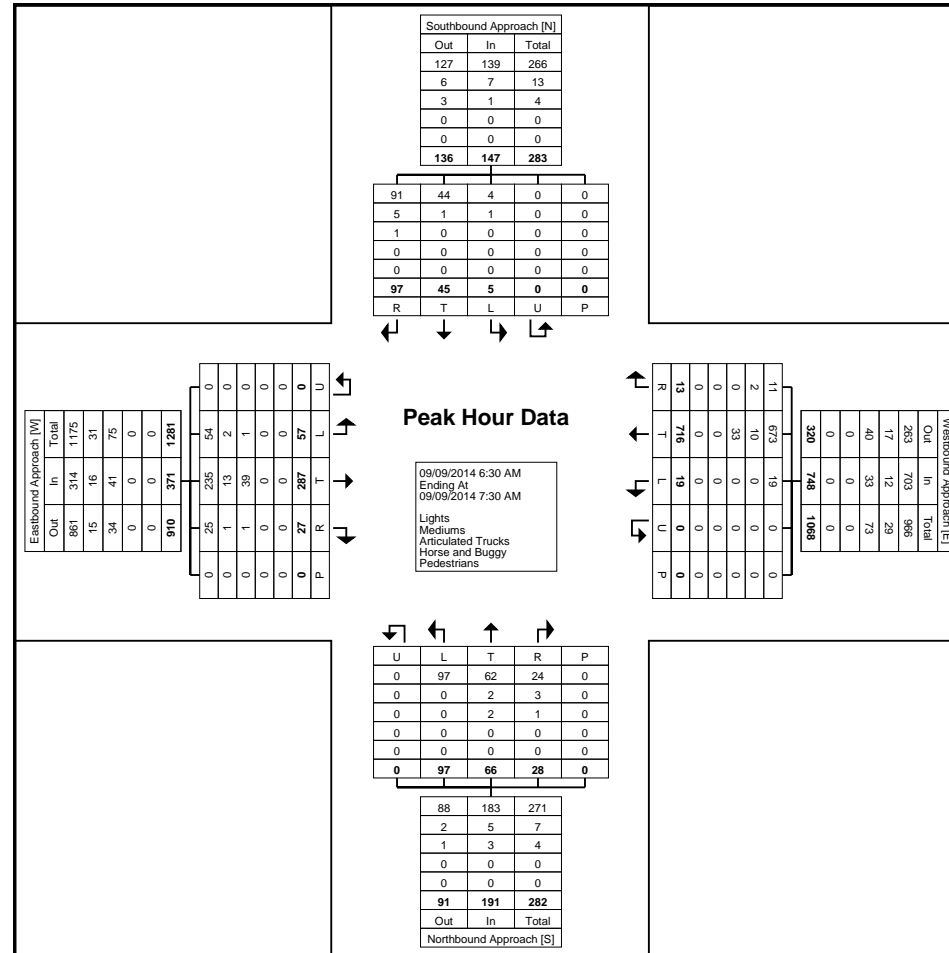 Southbound Approach [N]
Out In Total
127 139 266
6 7 13
3 1 4
0 0 0
0 0 0
136 147 283
91 44 4 0 0
5 1 1 0 0
1 0 0 0 0
0 0 0 0 0
0 0 0 0 0
97 45 5 0 0
R T L U P
Eastbound Approach [W]
Out In Total
861 314 1175
15 16 31
34 41 75
0 0 0
0 0 0
910 371 1281
0 25 235 54 0
0 1 13 2 0
0 1 39 1 0
0 0 0 0 0
0 0 0 0 0
0 27 287 57 0
P R T L U
Peak Hour Data
09/09/2014 6:30 AM
Ending At
09/09/2014 7:30 AM
Lights
Mediums
Articulated Trucks
Horse and Buggy
Pedestrians
Westbound Approach [E]
Out In Total
263 703 966
17 12 29
40 33 73
0 0 0
0 0 0
320 748 1068
11 673 19 0 0
2 10 0 0 0
0 33 0 0 0
0 0 0 0 0
0 0 0 0 0
13 716 19 0 0
R T L U P
U L T R P
0 97 62 24 0
0 0 2 3 0
0 0 2 1 0
0 0 0 0 0
0 0 0 0 0
0 97 66 28 0
88 183 271
2 5 7
1 3 4
0 0 0
0 0 0
91 191 282
Out In Total
Northbound Approach [S]